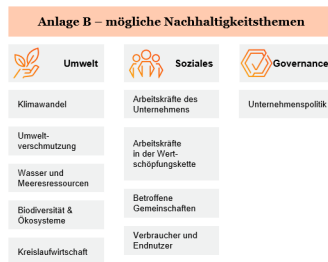 Anlage B – mögliche Nachhaltigkeitsthemen
Umwelt
Klimawandel
Umwelt-
verschmutzung
Wasser und
Meeresressourcen
Biodiversität &
Ökosysteme
Kreislaufwirtschaft
Soziales
Arbeitskräfte des
Unternehmens
Arbeitskräfte
in der Wert-
schöpfungskette
Betroffene
Gemeinschaften
Verbraucher und
Endnutzer
Governance
Unternehmenspolitik